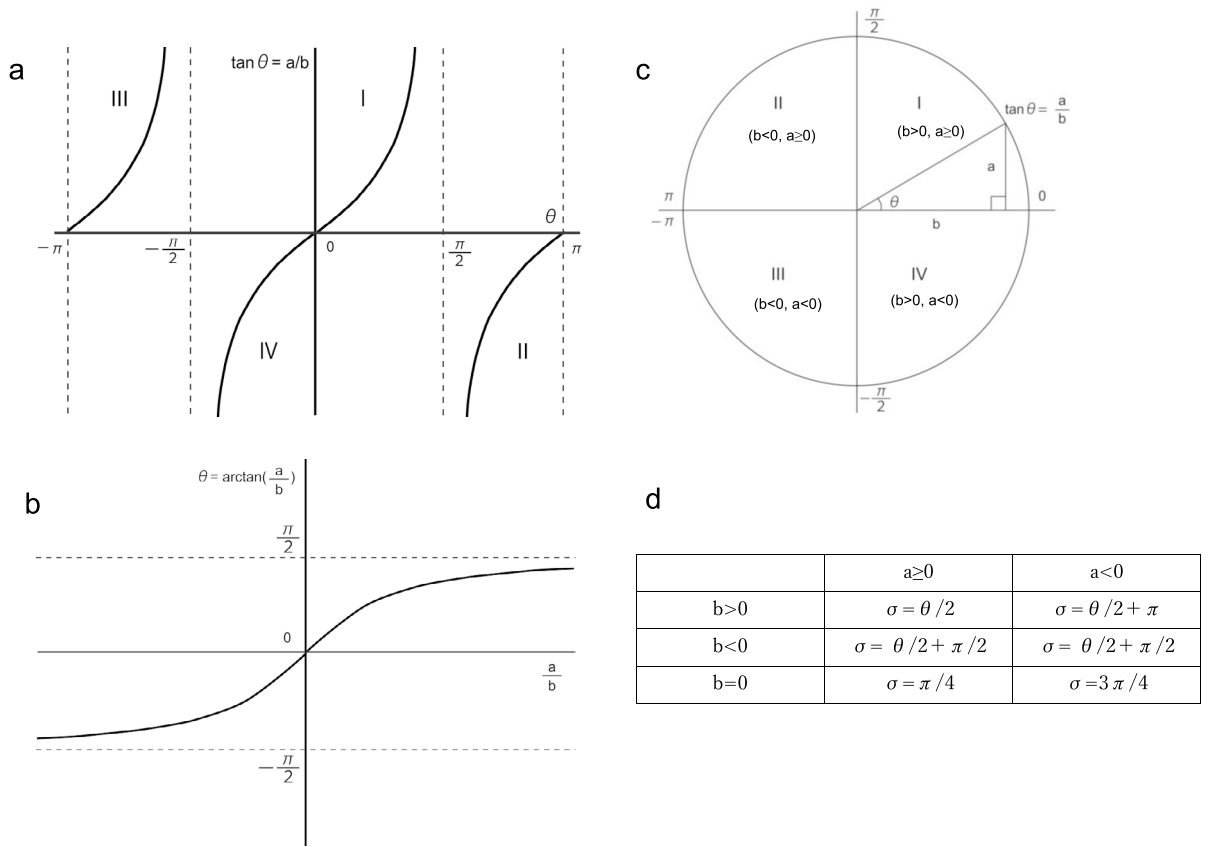 a
tan θ = a/b
III
I
θ
−π
−π/2
0
π/2
π
IV
II
b
θ = arctan(a/b)
π/2
0
a/b
−π/2
c
π/2
II
I
tan θ = a/b
(b<0, a≥0)
(b>0, a≥0)
a
π
θ
0
−π
b
III
IV
(b<0, a<0)
(b>0, a<0)
−π/2
d
a≥0 a<0
b>0 σ = θ/2 σ = θ/2 + π
b<0 σ = θ/2 + π/2 σ = θ/2 + π/2
b=0 σ = π/4 σ =3π/4